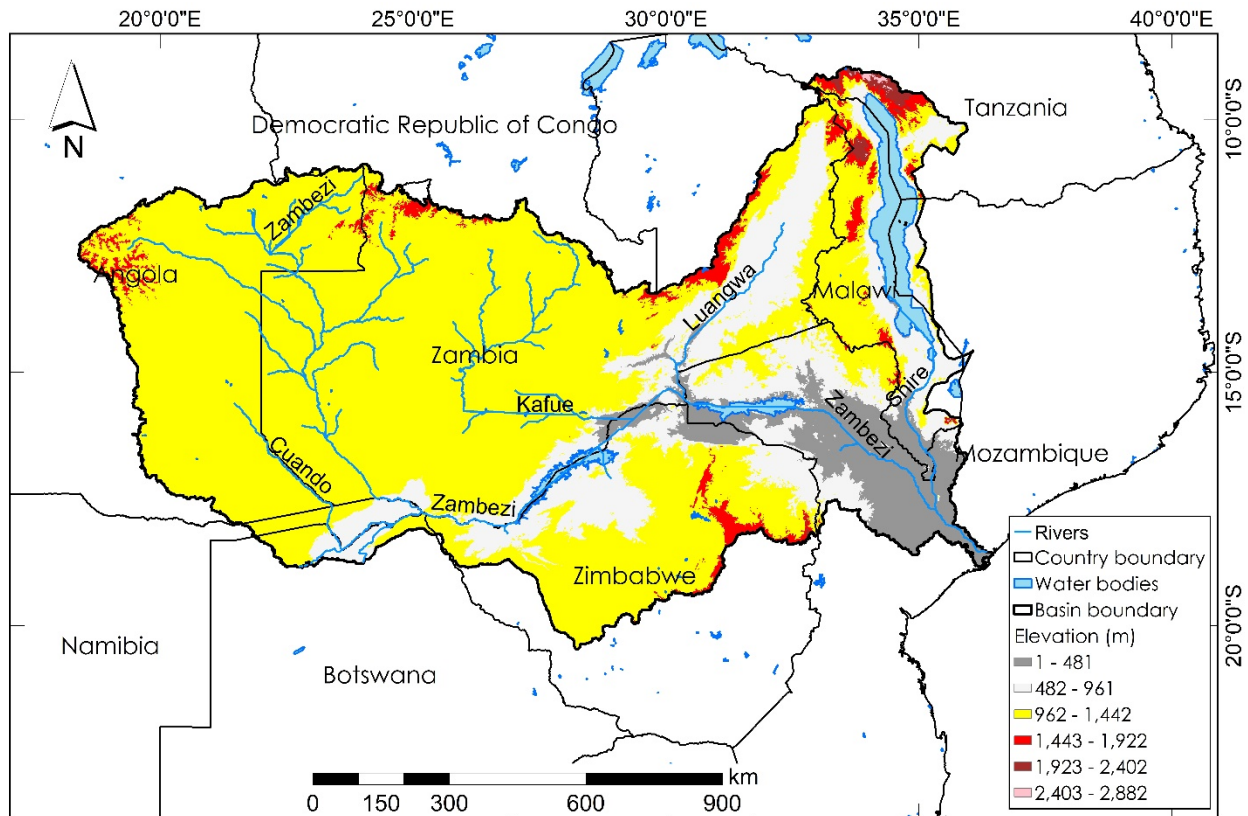 20°0'0"E
25°0'0"E
30°0'0"E
35°0'0"E
40°0'0"E
N
Democratic Republic of Congo
Tanzania
10°0'0"S
Zambezi
Angola
Luangwa
Malawi
Zambia
15°0'0"S
Kafue
Zambezi
Shire
Cuando
Mozambique
Zambezi
Zimbabwe
Namibia
Botswana
20°0'0"S
Rivers
Country boundary
Water bodies
Basin boundary
Elevation (m)
1 - 481
482 - 961
962 - 1,442
1,443 - 1,922
1,923 - 2,402
2,403 - 2,882
km
0 150 300 600 900